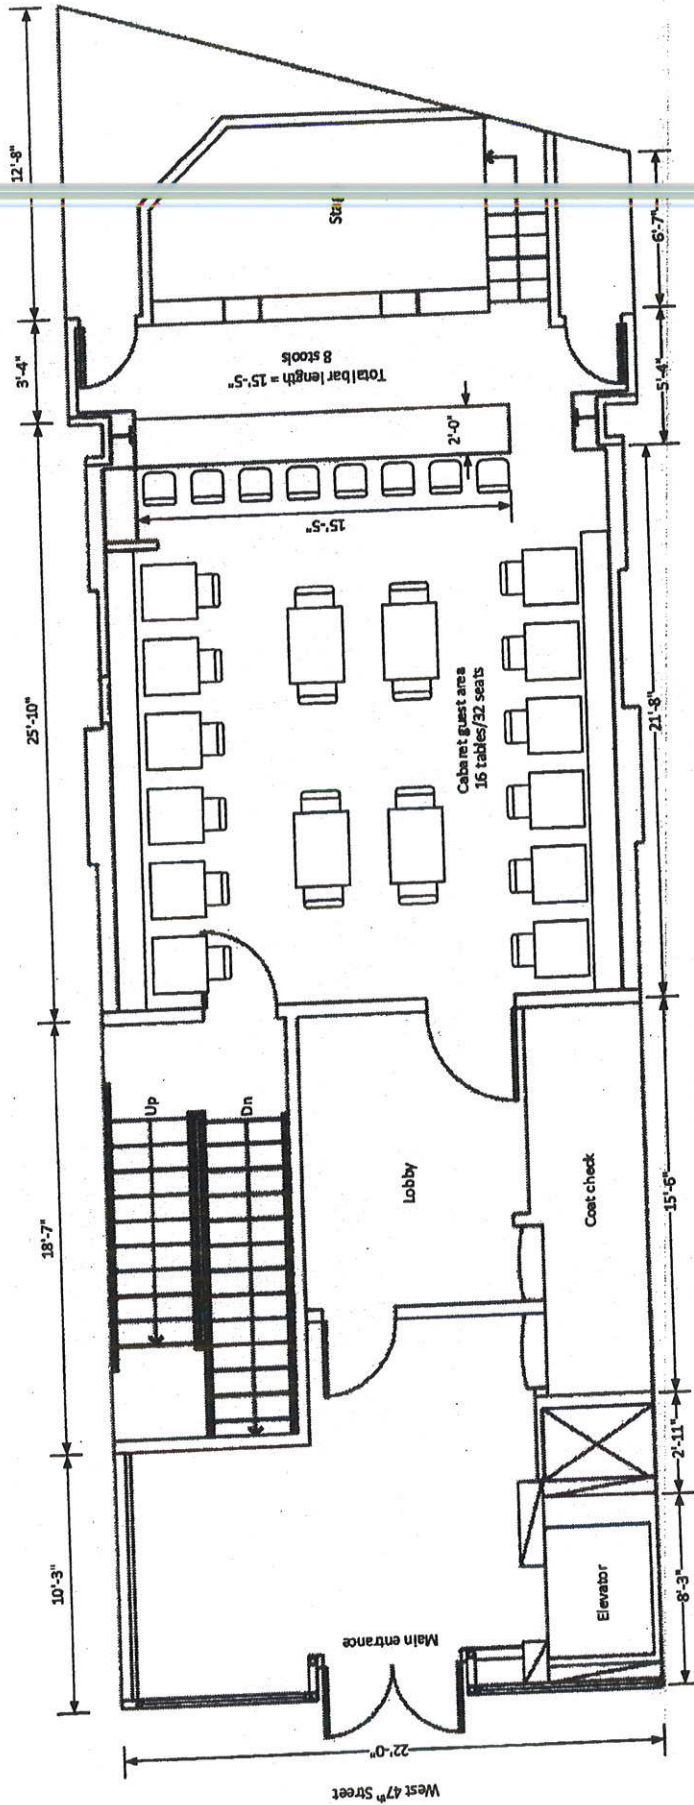 12'-8"
3'-4"
25'-10"
18'-7"
10'-3"
Total bar length = 15'-5"
8 stools
2'-0"
15'-5"
Cabaret guest area
16 tables/32 seats
6'-7"
5'-4"
21'-8"
15'-6"
2'-11"
8'-3"
Up
Dn
Lobby
Coat check
Elevator
Main entrance
22'-0"
West 47th Street